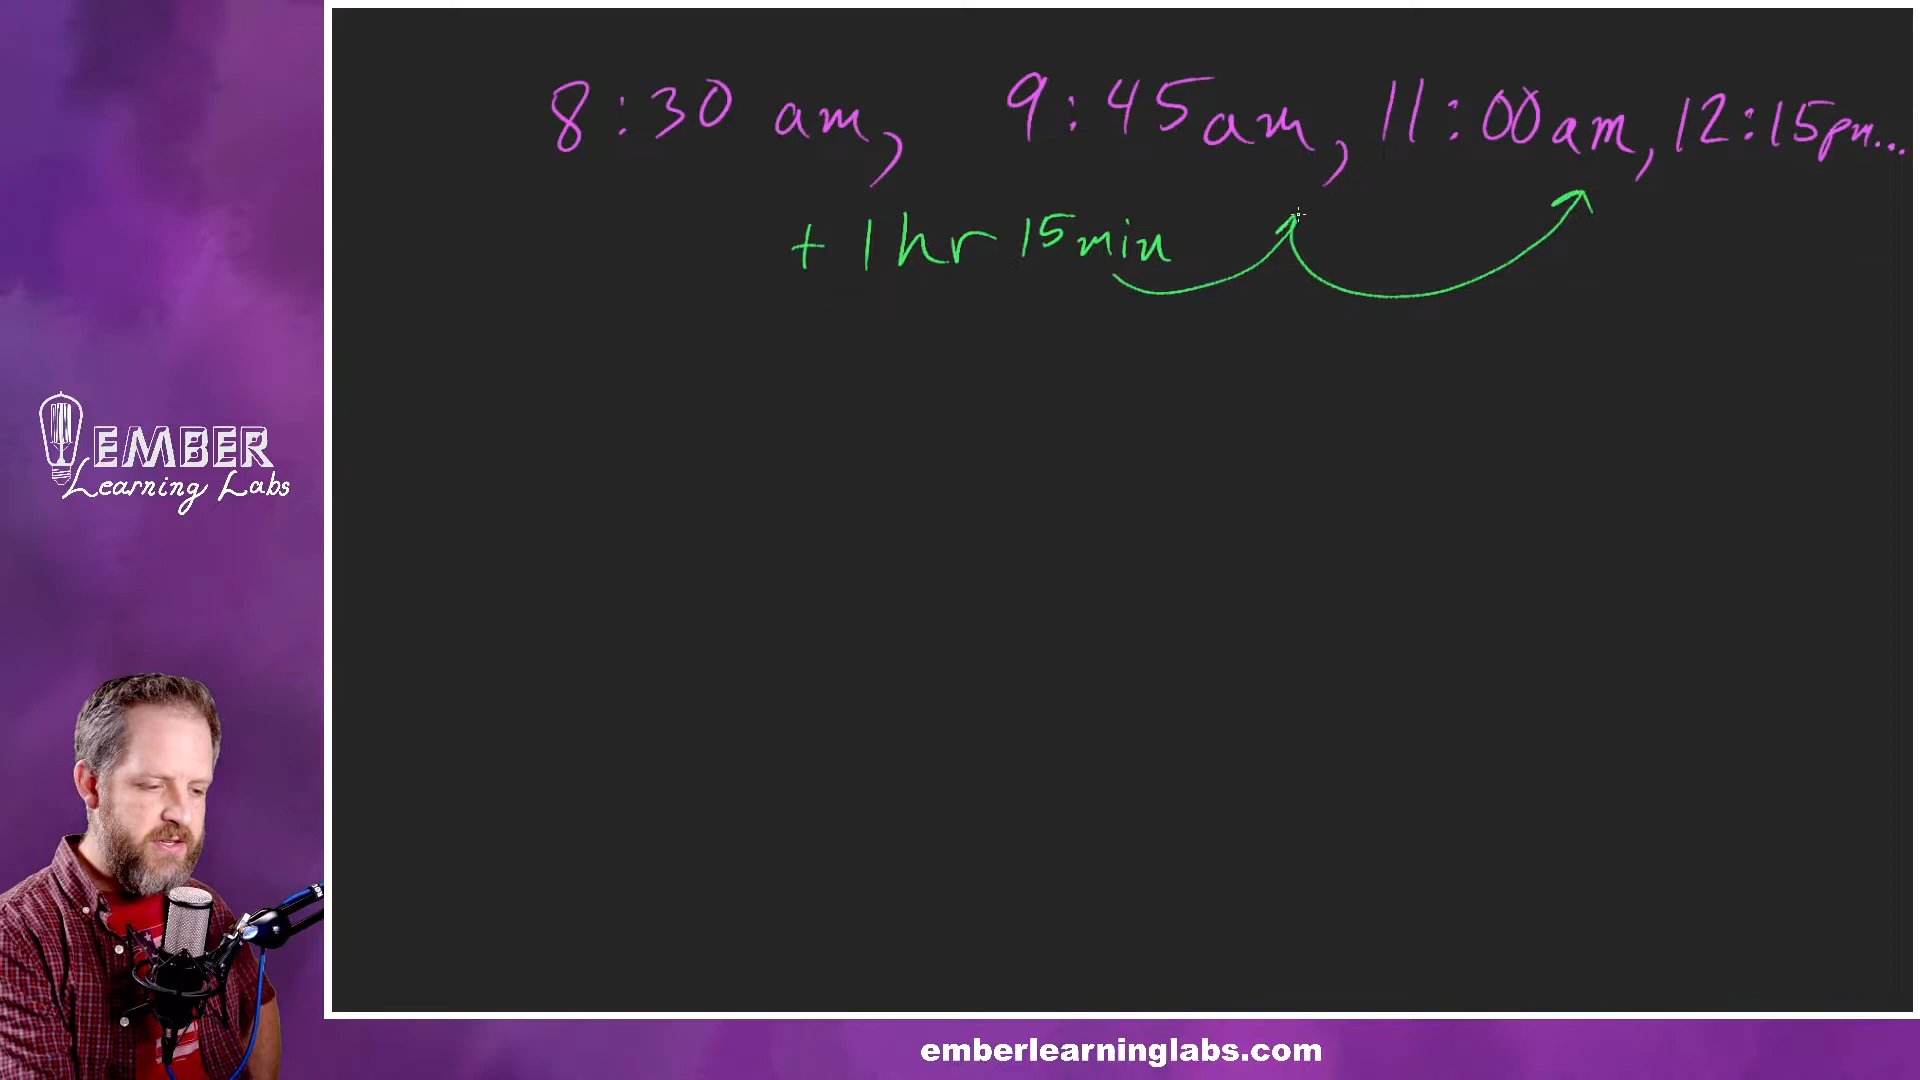 8:30 am, 9:45am, 11:00am, 12:15pm...
+ 1hr 15min
EMBER
Learning Labs
emberlearninglabs.com